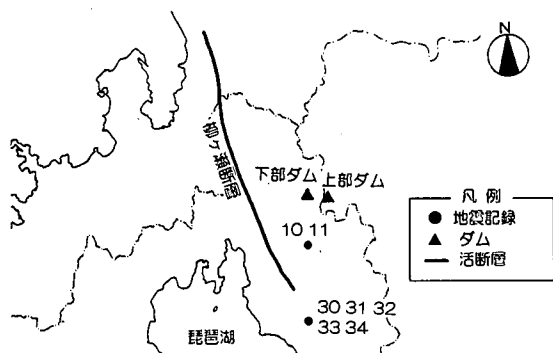 N
柳ヶ瀬断層
下部ダム
上部ダム
凡例
● 地震記録
▲ ダム
活断層
10 11
30 31 32
33 34
琵琶湖